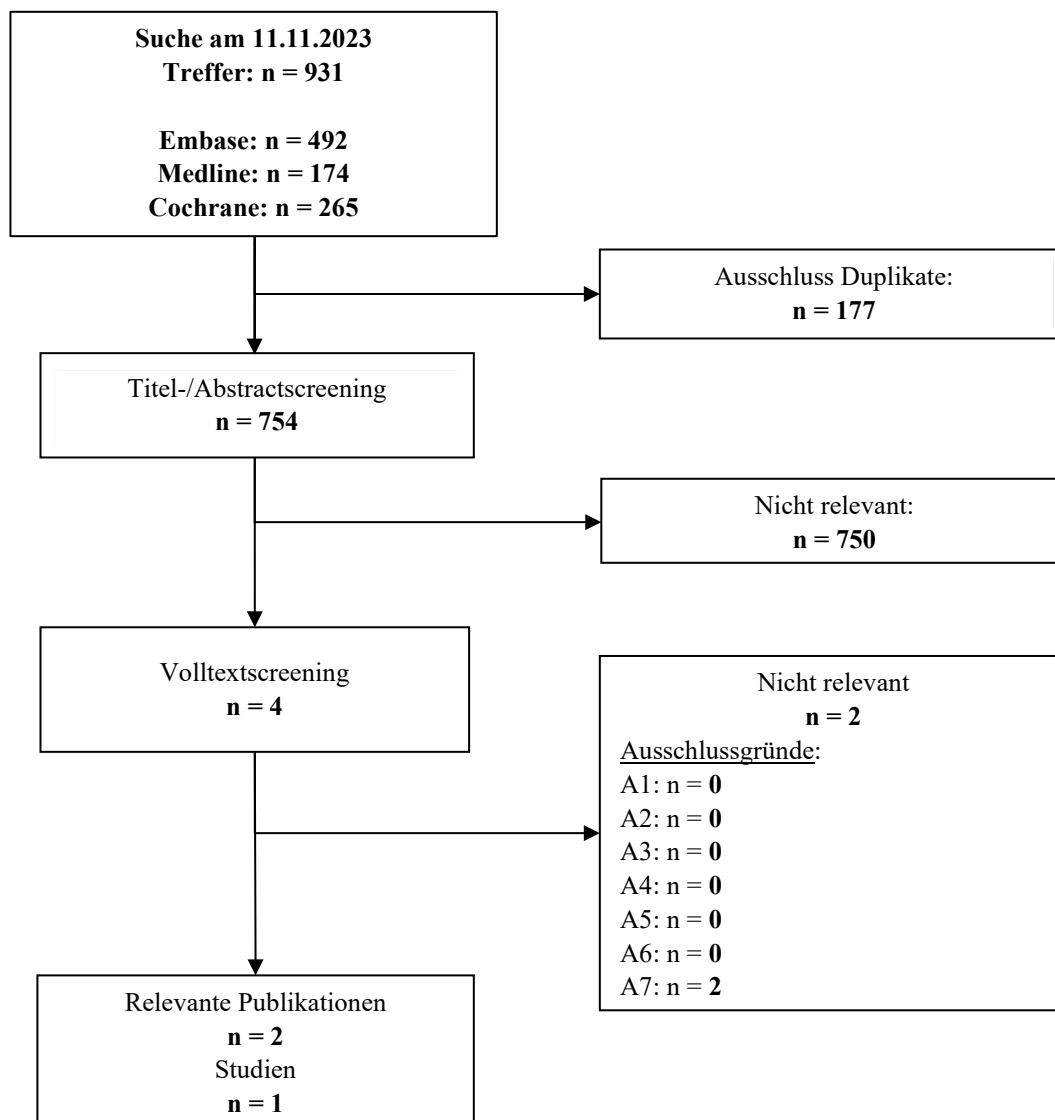 Suche am 11.11.2023
Treffer: n = 931
Embase: n = 492
Medline: n = 174
Cochrane: n = 265
Ausschluss Duplikate:
n = 177
Titel-/Abstractscreening
n = 754
Nicht relevant:
n = 750
Volltextscreening
n = 4
Nicht relevant
n = 2
Ausschlussgründe:
A1: n = 0
A2: n = 0
A3: n = 0
A4: n = 0
A5: n = 0
A6: n = 0
A7: n = 2
Relevante Publikationen
n = 2
Studien
n = 1